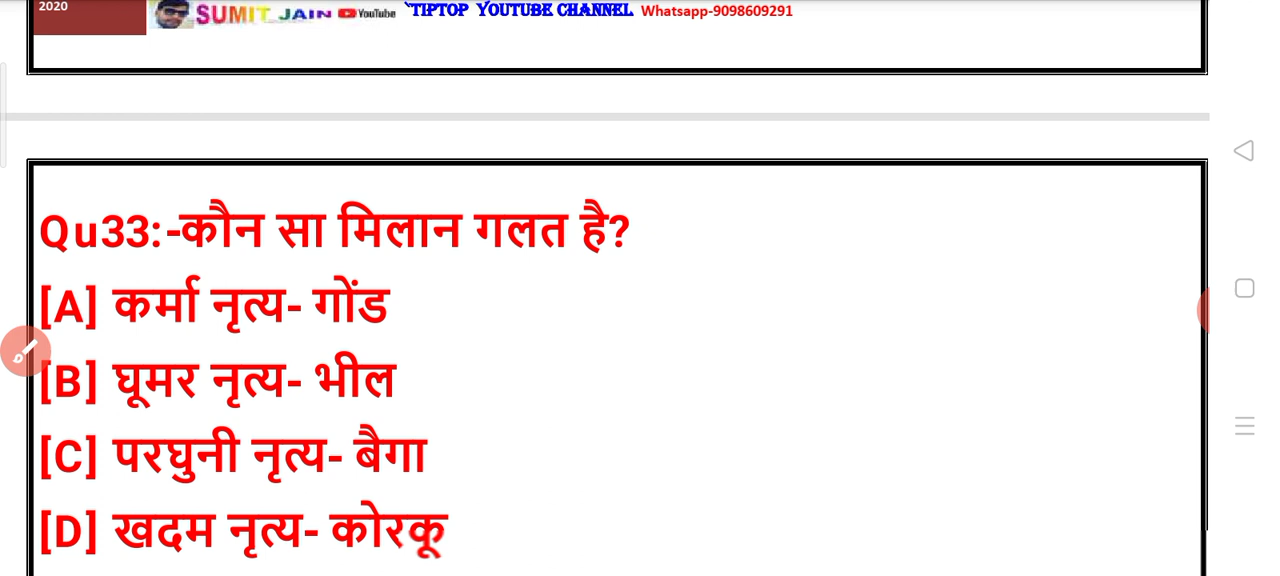 2020
SUMIT JAIN YouTube `TIPTOP YOUTUBE CHANNEL Whatsapp-9098609291
Qu33:-कौन सा मिलान गलत है?
[A] कर्मा नृत्य- गोंड
[B] घूमर नृत्य- भील
[C] परघुनी नृत्य- बैगा
[D] खदम नृत्य- कोरकू